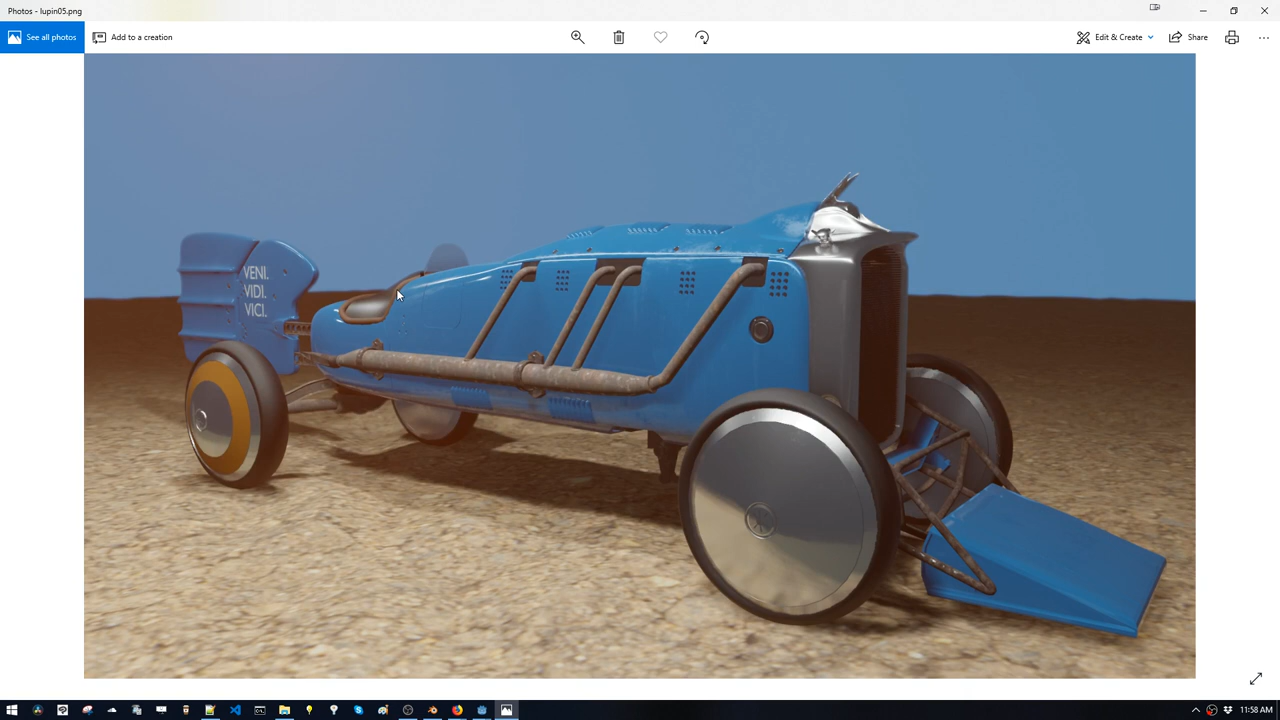 Photos - lupin05.png
See all photos
Add to a creation
Edit & Create
Share
VENI.
VIDI.
VICI.
11:58 AM